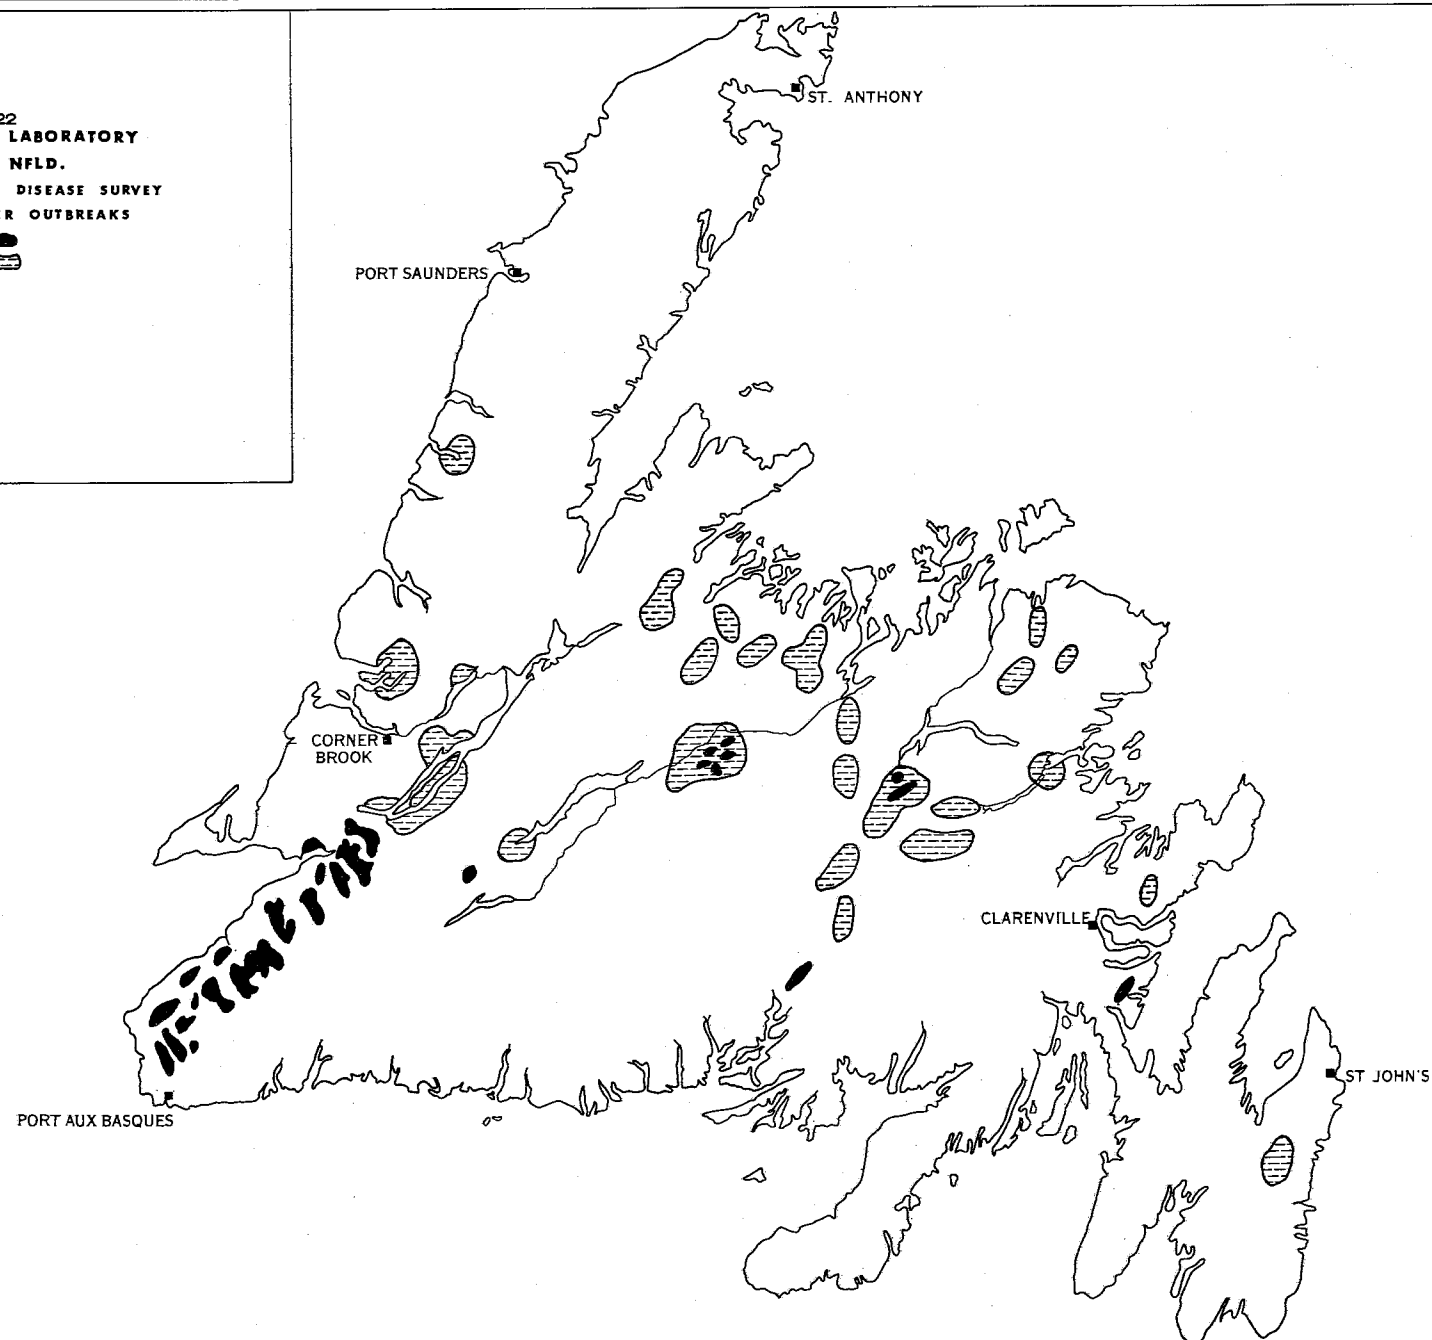 22
LABORATORY
NFLD.
DISEASE SURVEY
R OUTBREAKS
ST. ANTHONY
PORT SAUNDERS
CORNER
BROOK
CLARENVILLE
ST JOHN'S
PORT AUX BASQUES